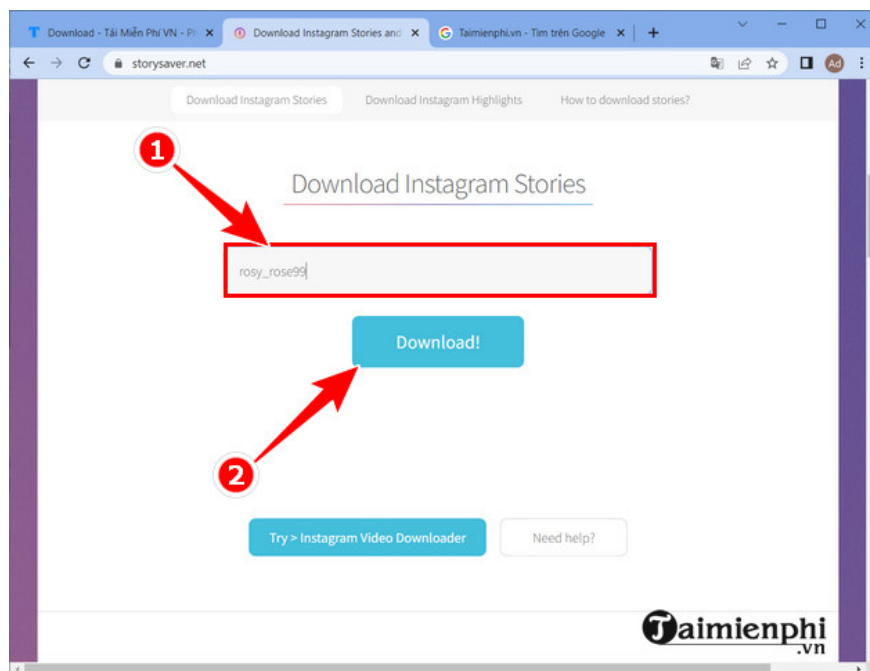 T Download - Tải Miễn Phí VN - Ph
Download Instagram Stories and
G Taimienphi.vn - Tìm trên Google
storysaver.net
Ad
Download Instagram Stories
Download Instagram Highlights
How to download stories?
1
Download Instagram Stories
rosy_rose99
Download!
2
Try > Instagram Video Downloader
Need help?
Taimienphi
.vn